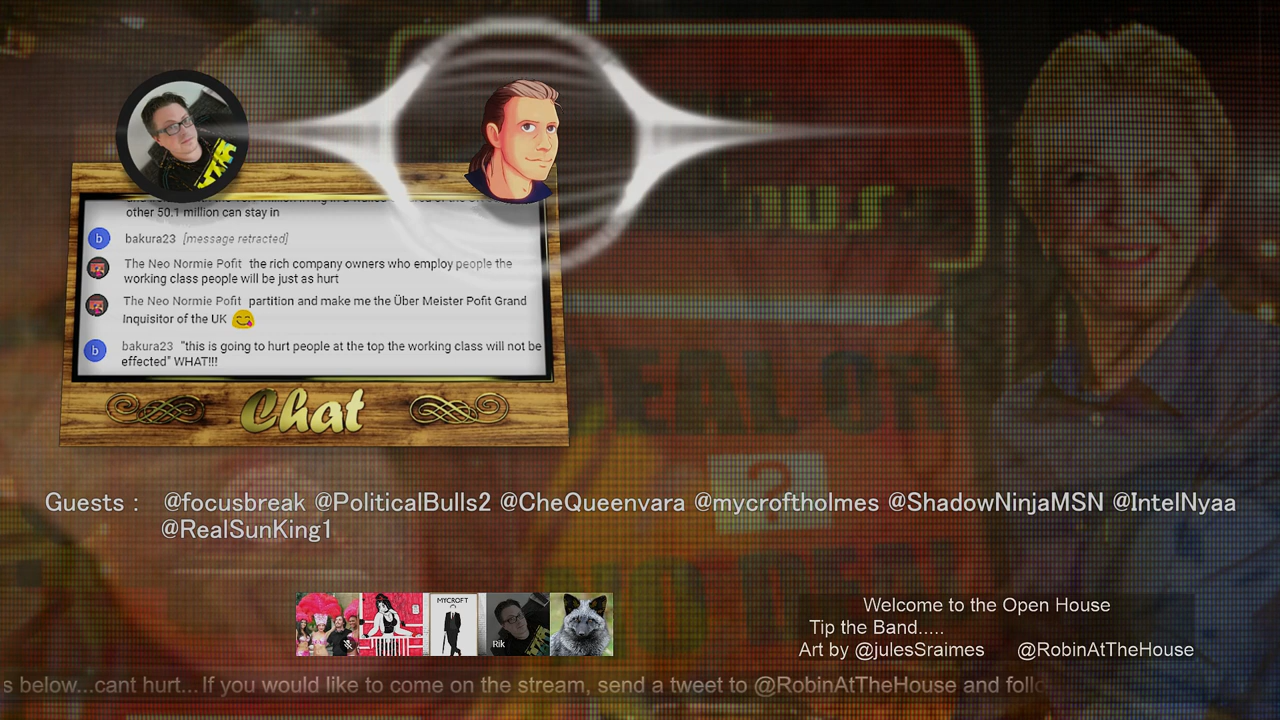 other 50.1 million can stay in
b bakura23 [message retracted]
The Neo Normie Pofit the rich company owners who employ people the
working class people will be just as hurt
The Neo Normie Pofit partition and make me the Über Meister Pofit Grand
Inquisitor of the UK 😋
b bakura23 "this is going to hurt people at the top the working class will not be
effected" WHAT!!!
Chat
Guests : @focusbreak @PoliticalBulls2 @CheQueenvara @mycroftholmes @ShadowNinjaMSN @IntelNyaa
@RealSunKing1
MYCROFT
Rik
Welcome to the Open House
Tip the Band.....
Art by @julesSraimes @RobinAtTheHouse
s below...cant hurt... If you would like to come on the stream, send a tweet to @RobinAtTheHouse and follo
DEAL OR
?
NO DEAL